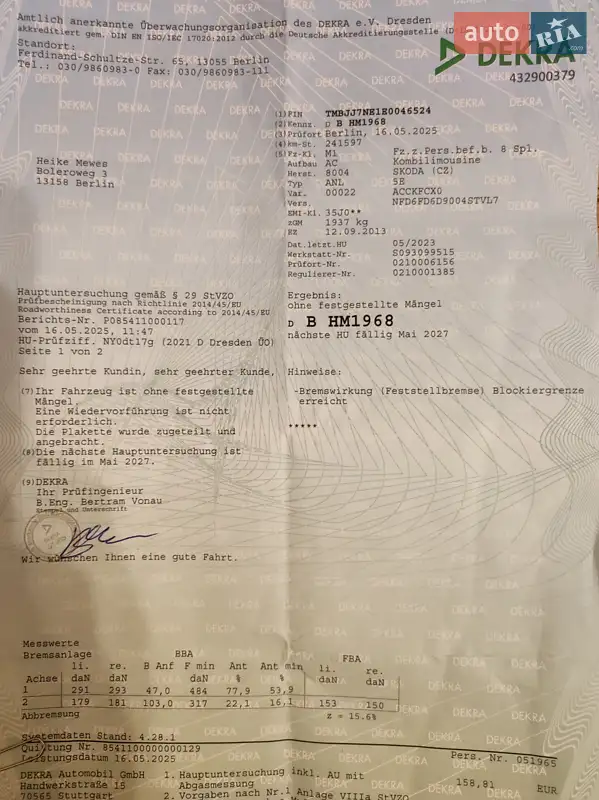 Amtlich anerkannte Überwachungsorganisation des DEKRA e.V. Dresden
akkreditiert gem. DIN EN ISO/IEC 17020:2012 durch die Deutsche Akkreditierungsstelle
Standort:
Ferdinand-Schultze-Str. 65, 13055 Berlin
Tel.: 030/9860983-0 Fax: 030/9860983-111
auto RIA .com
DEKRA
432900379
Heike Mewes
Boleroweg 3
13158 Berlin
(1) PIN TMBJJ7NE1E0046524
(2) Kennz. D B HM1968
(3) Prüfort Berlin, 16.05.2025
(4) km-St. 241597
(5) Fz-Kl. M1 Fz.z.Pers.bef.b. 8 Spl.
Aufbau AC Kombilimousine
Herst. 8004 SKODA (CZ)
Typ ANL 5E
Var. 00022 ACCKFCX0
Vers. NFD6FD6D9004STVL7
EMI-Kl. 35J0**
zGM 1937 kg
EZ 12.09.2013
Dat.letzt.HU 05/2023
Werkstatt-Nr. S093099515
Prüfort-Nr. 0210006156
Regulierer-Nr. 0210001385
Hauptuntersuchung gemäß § 29 StVZO
Prüfbescheinigung nach Richtlinie 2014/45/EU
Roadworthiness Certificate according to 2014/45/EU
Berichts-Nr. P085411000117
vom 16.05.2025, 11:47
HU-Prüfziff. NY0dt17g (2021 D Dresden ÜO)
Seite 1 von 2
Ergebnis:
ohne festgestellte Mängel
D B HM1968
nächste HU fällig Mai 2027
Sehr geehrte Kundin, sehr geehrter Kunde,
(7) Ihr Fahrzeug ist ohne festgestellte
Mängel.
Eine Wiedervorführung ist nicht
erforderlich.
Die Plakette wurde zugeteilt und
angebracht.
(8) Die nächste Hauptuntersuchung ist
fällig im Mai 2027.
Hinweise:
-Bremswirkung (Feststellbremse) Blockiergrenze
erreicht
*****
(9) DEKRA
Ihr Prüfingenieur
B.Eng. Bertram Vonau
Stempel und Unterschrift
Wir wünschen Ihnen eine gute Fahrt.
Messwerte
Bremsanlage BBA FBA
li. re. B Anf F min Ant Ant min li. re.
Achse daN daN daN % % daN daN
1 291 293 47,0 484 77,9 53,9
2 179 181 103,0 317 22,1 16,1 153 150
Abbremsung z = 15.6%
Systemdaten Stand: 4.28.1
Quittung Nr. 8541100000000129 Pers. Nr. 051965
Leistungsdatum 16.05.2025
DEKRA Automobil GmbH 1. Hauptuntersuchung inkl. AU mit 158,81 EUR
Handwerkstraße 15 Abgasmessung
70565 Stuttgart 2. Vorgaben nach Nr.1 Anlage VIIIa StVZO